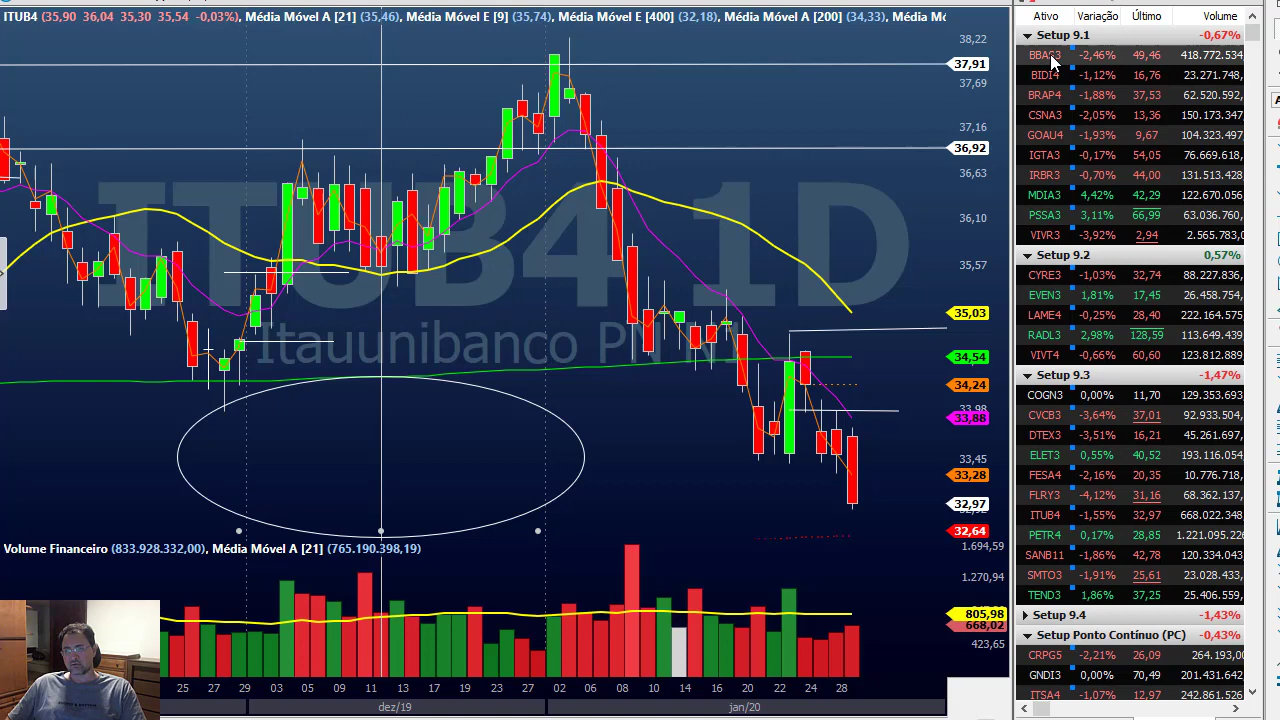 ITUB4 (35,90 36,04 35,30 35,54 -0,03%), Média Móvel A [21] (35,46), Média Móvel E [9] (35,74), Média Móvel E [400] (32,18), Média Móvel A [200] (34,33), Média Mó
38,22
37,91
37,69
37,16
36,92
36,63
36,10
35,57
35,03
34,54
34,24
33,98
33,88
33,45
33,28
32,97
32,64
ITUB4 1D
Itauunibanco PN N1
Volume Financeiro (833.928.332,00), Média Móvel A [21] (765.190.398,19)
1.694,59
1.270,94
805,98
668,02
423,65
25 27 29 03 05 09 11 13 17 19 23 27 02 06 08 10 14 16 20 22 24 28
dez/19 jan/20
Ativo Variação Último Volume
Setup 9.1 -0,67%
BBAS3 -2,46% 49,46 418.772.534
BIDI4 -1,12% 16,76 23.271.748,
BRAP4 -1,88% 37,53 62.520.592,
CSNA3 -2,05% 13,36 150.173.347
GOAU4 -1,93% 9,67 104.323.497
IGTA3 -0,17% 54,05 76.669.618,
IRBR3 -0,70% 44,00 131.513.428
MDIA3 4,42% 42,29 122.670.056
PSSA3 3,11% 66,99 63.036.760,
VIVR3 -3,92% 2,94 2.565.783,
Setup 9.2 0,57%
CYRE3 -1,03% 32,74 88.227.836,
EVEN3 1,81% 17,45 26.458.754,
LAME4 -0,25% 28,40 222.164.575
RADL3 2,98% 128,59 113.649.439
VIVT4 -0,66% 60,60 123.812.889
Setup 9.3 -1,47%
COGN3 0,00% 11,70 129.353.693
CVCB3 -3,64% 37,01 92.933.504,
DTEX3 -3,51% 16,21 45.261.697,
ELET3 0,55% 40,52 193.116.054
FESA4 -2,16% 20,35 10.776.718,
FLRY3 -4,12% 31,16 68.362.137,
ITUB4 -1,55% 32,97 668.022.348
PETR4 0,17% 28,85 1.221.095.226
SANB11 -1,86% 42,78 120.334.043
SMTO3 -1,91% 25,61 23.028.433,
TEND3 1,86% 37,25 25.406.559,
Setup 9.4 -1,43%
Setup Ponto Contínuo (PC) -0,43%
CRPG5 -2,21% 26,09 264.193,00
GNDI3 0,00% 70,49 201.431.642
ITSA4 -1,07% 12,97 242.861.526